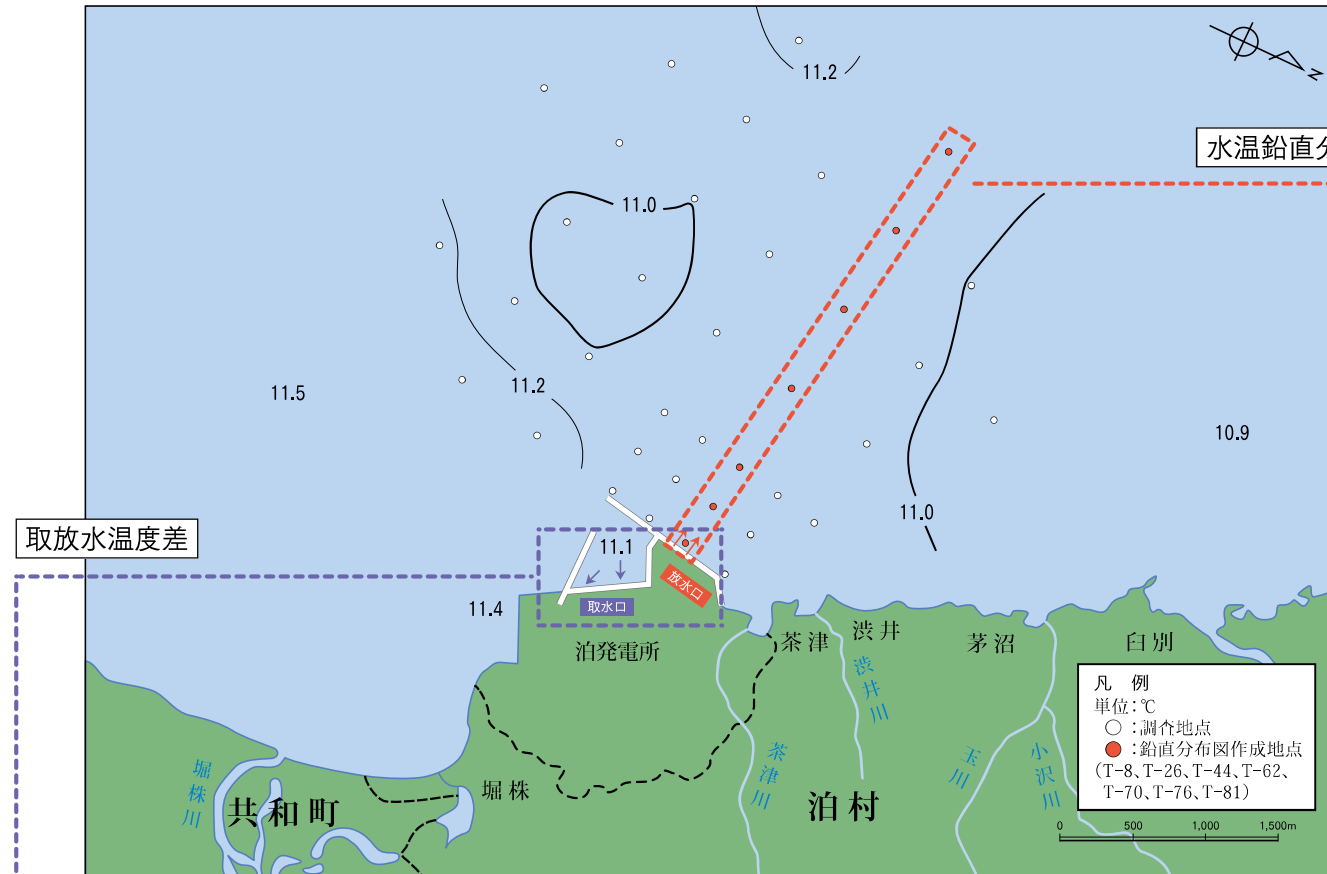 11.2
N
水温鉛直分
11.0
11.2
11.5
10.9
11.0
取放水温度差
11.1
11.4
取水口
放水口
泊発電所
茶津
渋井
茅沼
臼別
渋井川
茶津川
玉川
小沢川
堀株川
共和町
堀株
泊村
凡 例
単位:℃
○:調査地点
●:鉛直分布図作成地点
(T-8、T-26、T-44、T-62、
T-70、T-76、T-81)
0 500 1,000 1,500m